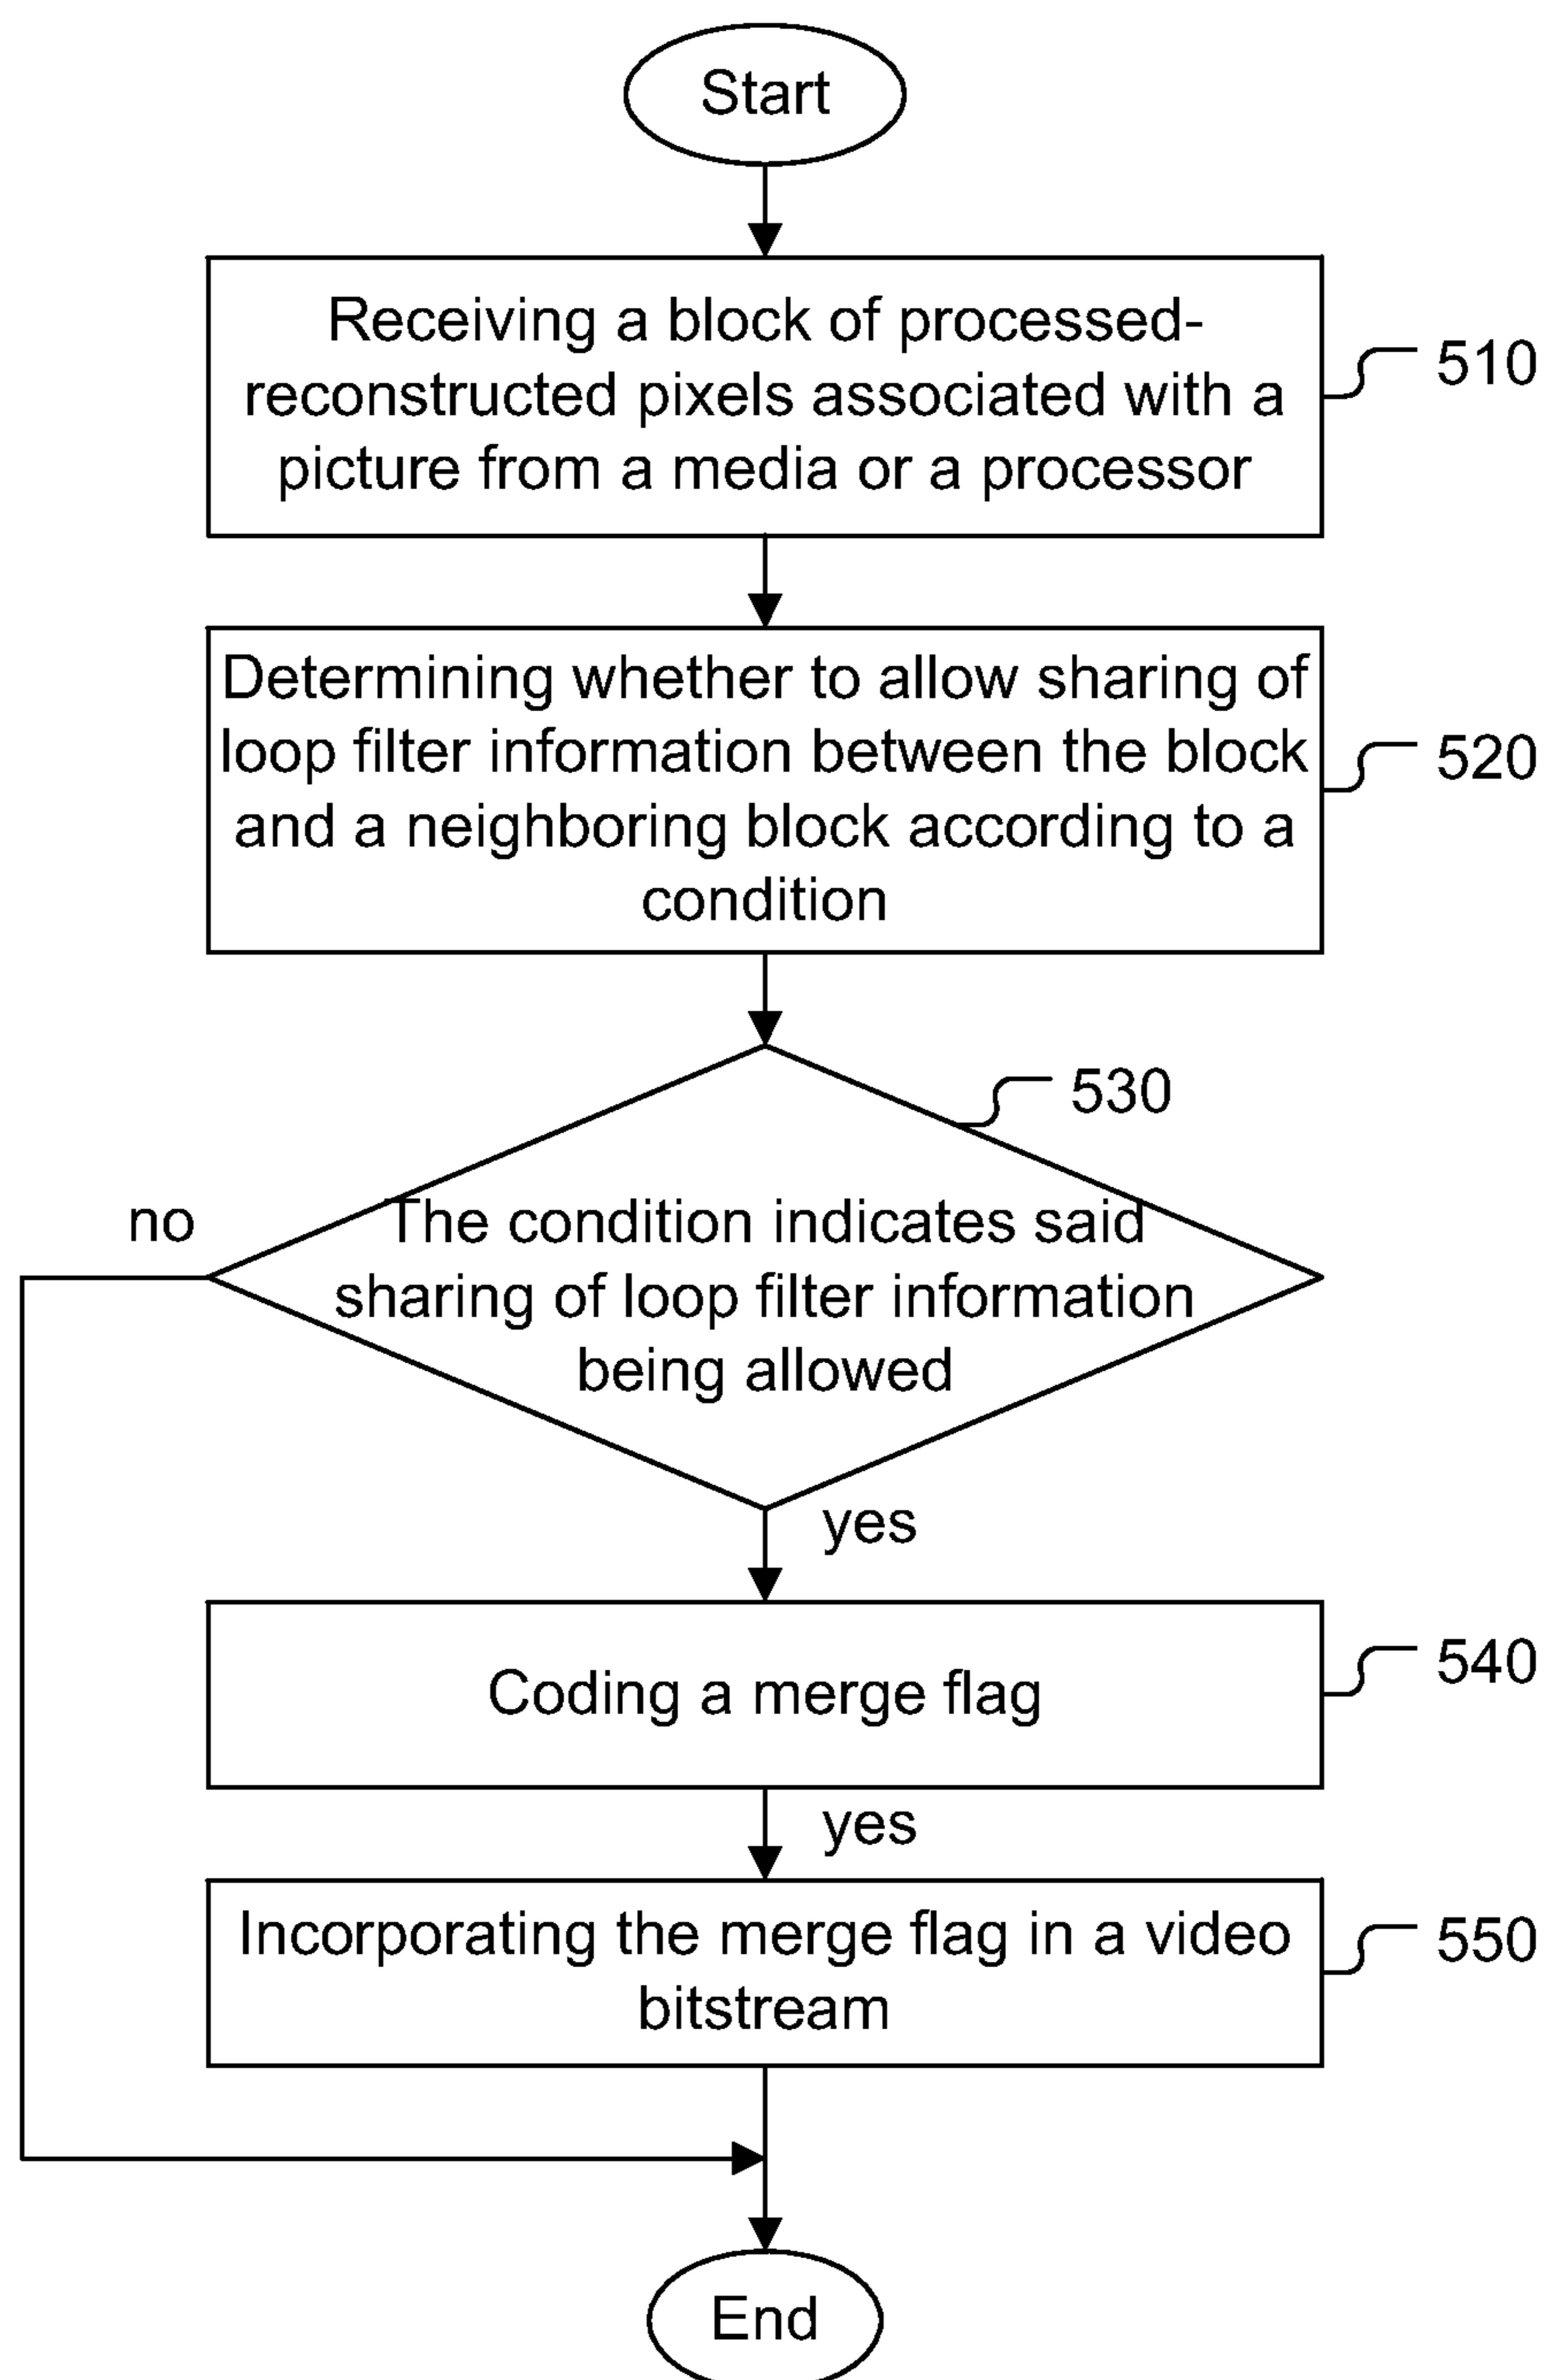 Start
Receiving a block of processed-
reconstructed pixels associated with a
picture from a media or a processor
510
Determining whether to allow sharing of
loop filter information between the block
and a neighboring block according to a
condition
520
530
no
The condition indicates said
sharing of loop filter information
being allowed
yes
Coding a merge flag
540
yes
Incorporating the merge flag in a video
bitstream
550
End